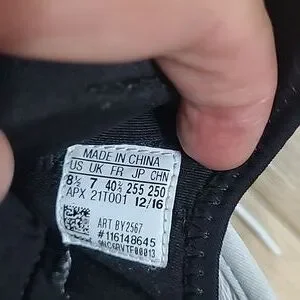 MADE IN CHINA
US UK FR JP CHN
8½ 7 40⅔ 255 250
APX 21T001 12/16
ART BY2567
#116148645